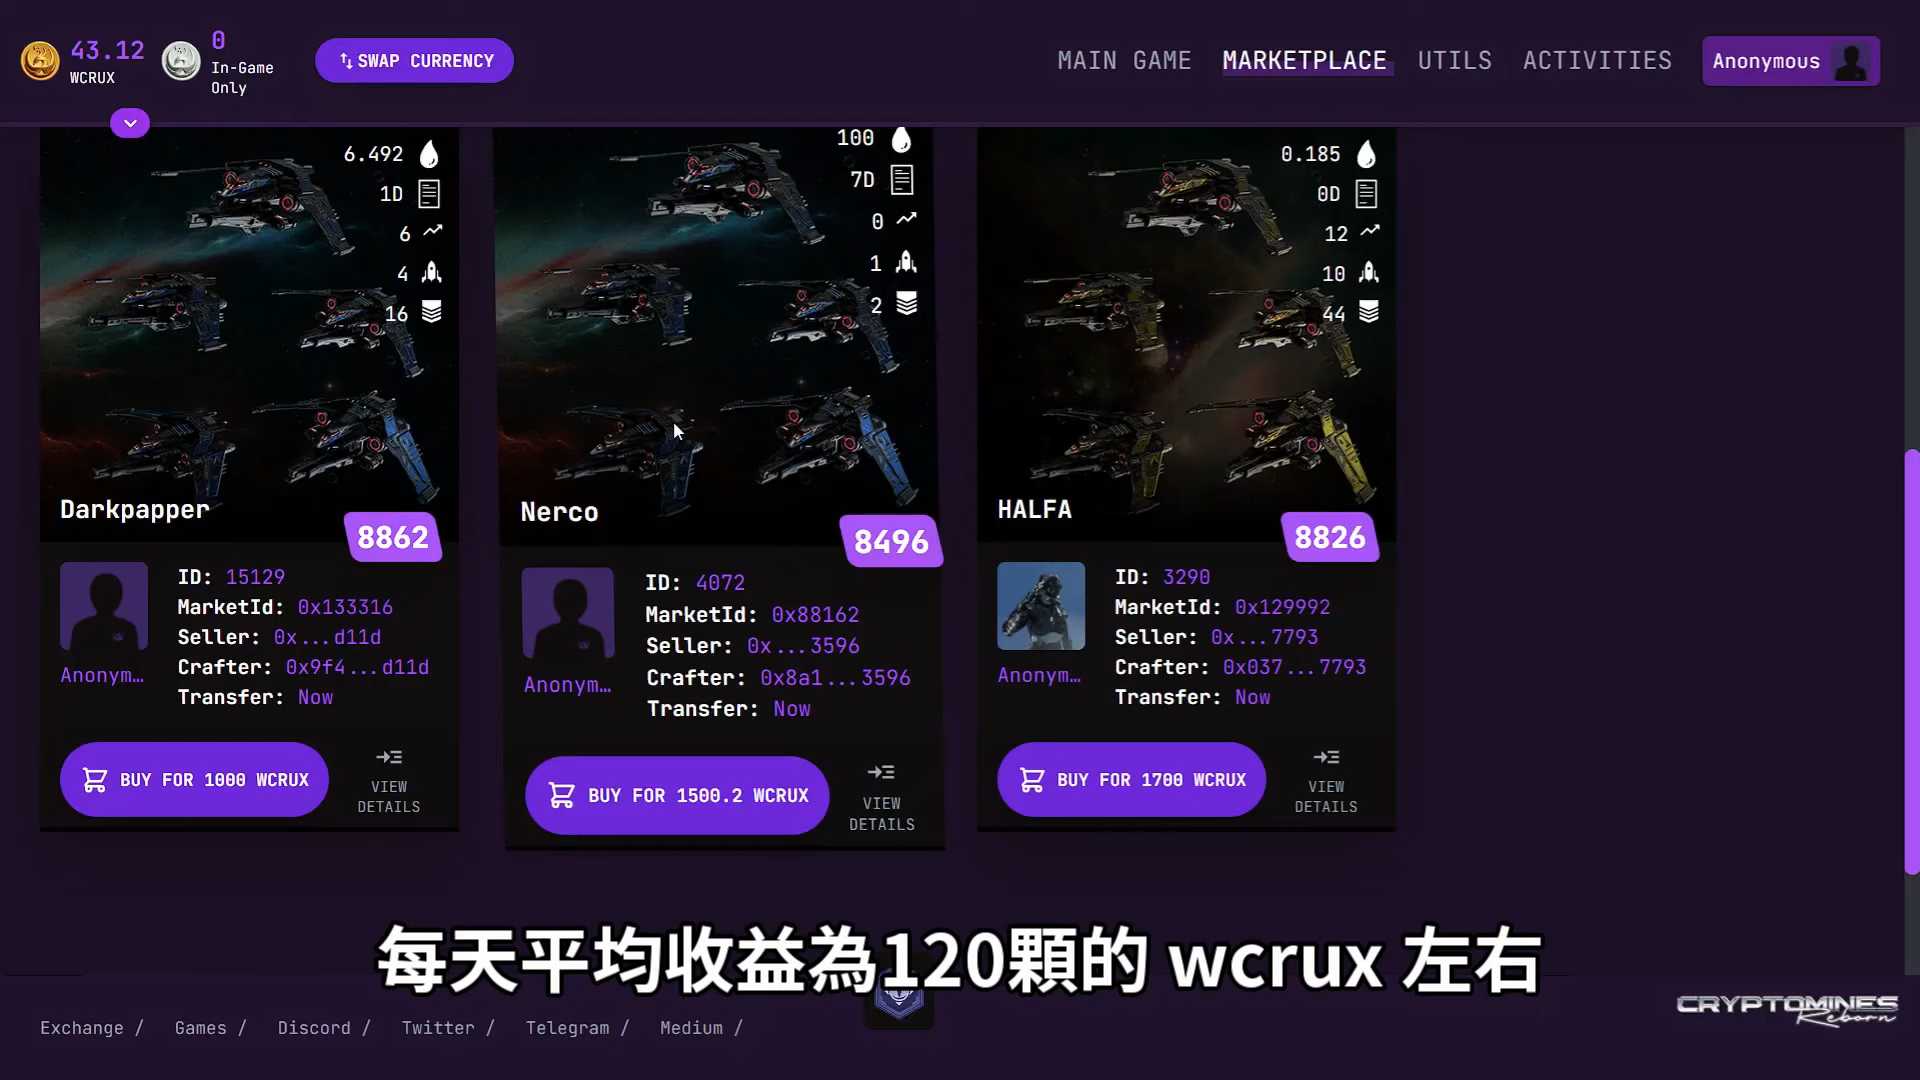 43.12
WCRUX
0
In-Game
Only
SWAP CURRENCY
MAIN GAME
MARKETPLACE
UTILS
ACTIVITIES
Anonymous
6.492
1D
6
4
16
Darkpapper
8862
ID: 15129
MarketId: 0x133316
Seller: 0x...d11d
Crafter: 0x9f4...d11d
Transfer: Now
Anonym…
BUY FOR 1000 WCRUX
VIEW
DETAILS
100
7D
0
1
2
Nerco
8496
ID: 4072
MarketId: 0x88162
Seller: 0x...3596
Crafter: 0x8a1...3596
Transfer: Now
Anonym…
BUY FOR 1500.2 WCRUX
VIEW
DETAILS
0.185
0D
12
10
44
HALFA
8826
ID: 3290
MarketId: 0x129992
Seller: 0x...7793
Crafter: 0x037...7793
Transfer: Now
Anonym…
BUY FOR 1700 WCRUX
VIEW
DETAILS
每天平均收益為120顆的 wcrux 左右
Exchange / Games / Discord / Twitter / Telegram / Medium /
CRYPTOMINES
Reborn